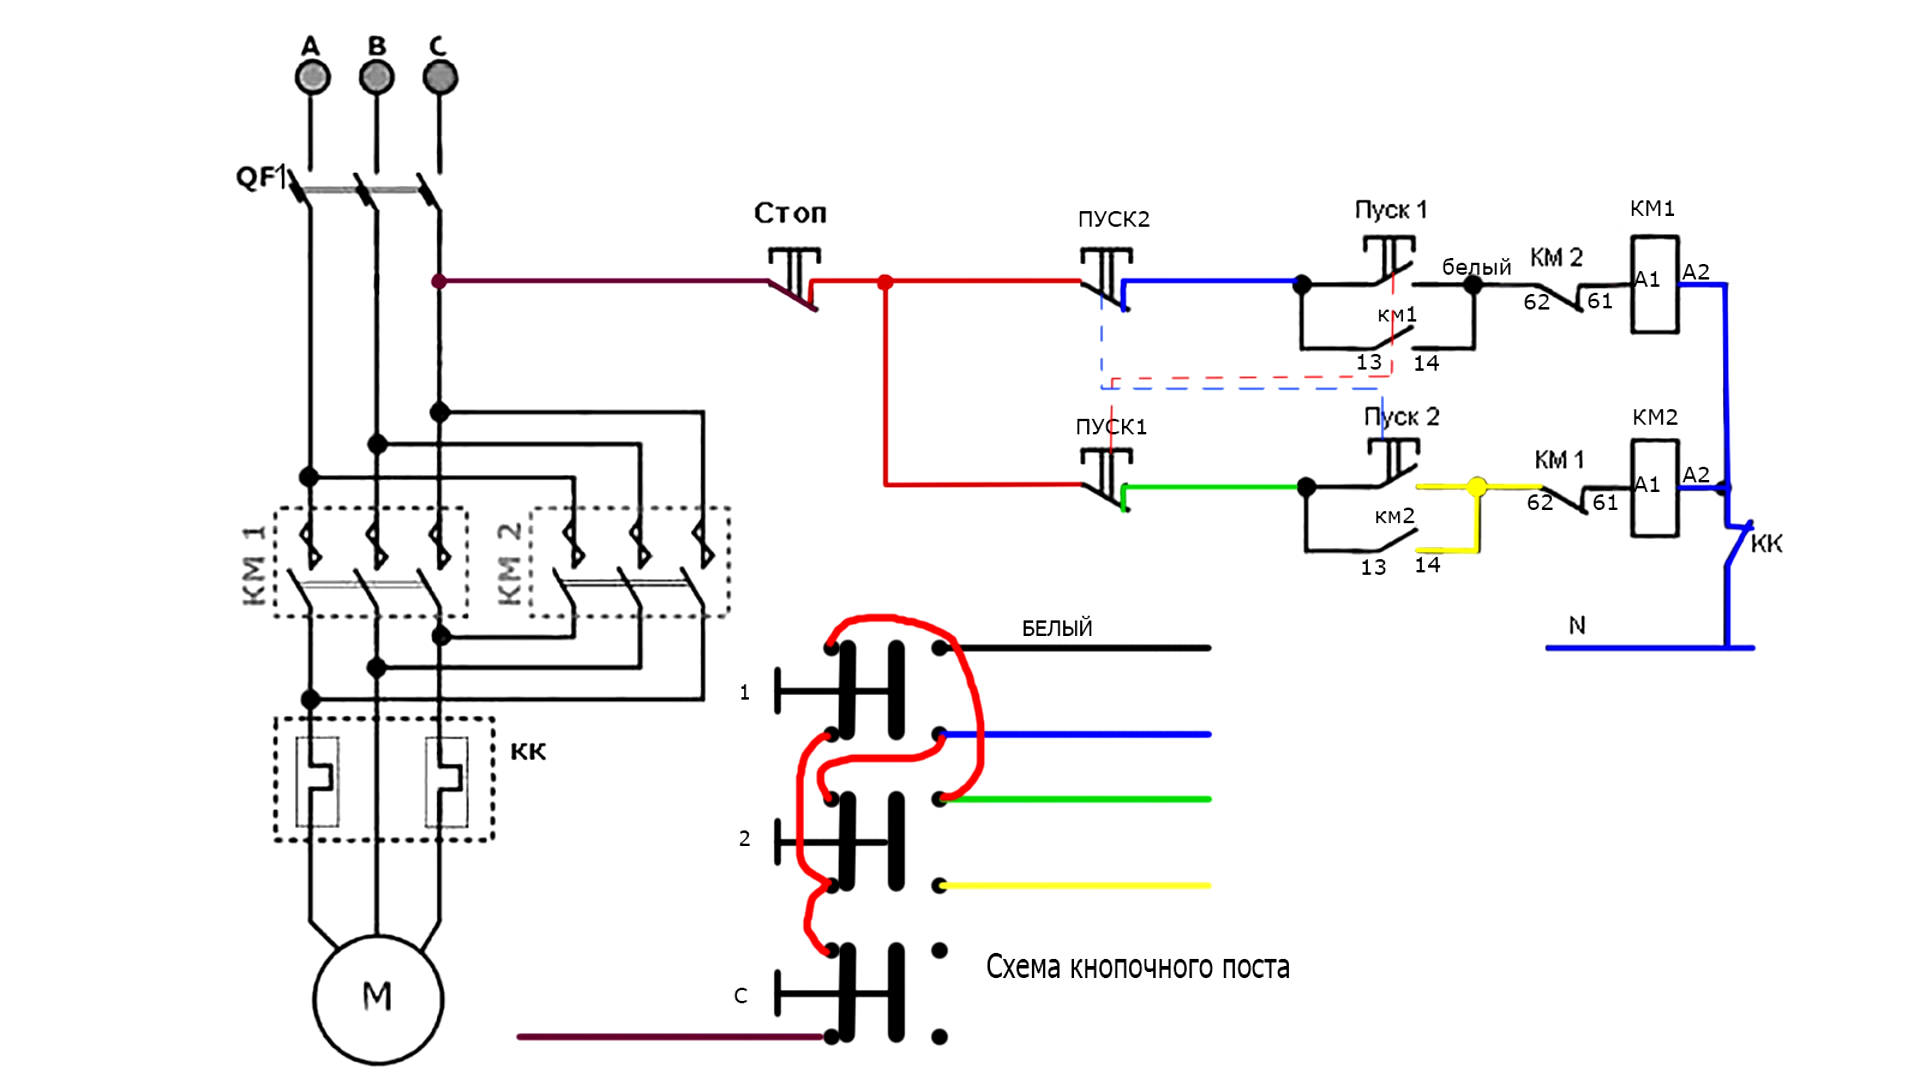 A B C
QF1
Стоп
ПУСК2
Пуск 1
КМ1
белый
КМ 2
А1
А2
62
61
км1
13
14
ПУСК1
Пуск 2
КМ2
КМ 1
А1
А2
62
61
км2
13
14
КК
N
КМ 1
КМ 2
КК
М
БЕЛЫЙ
1
2
С
Схема кнопочного поста